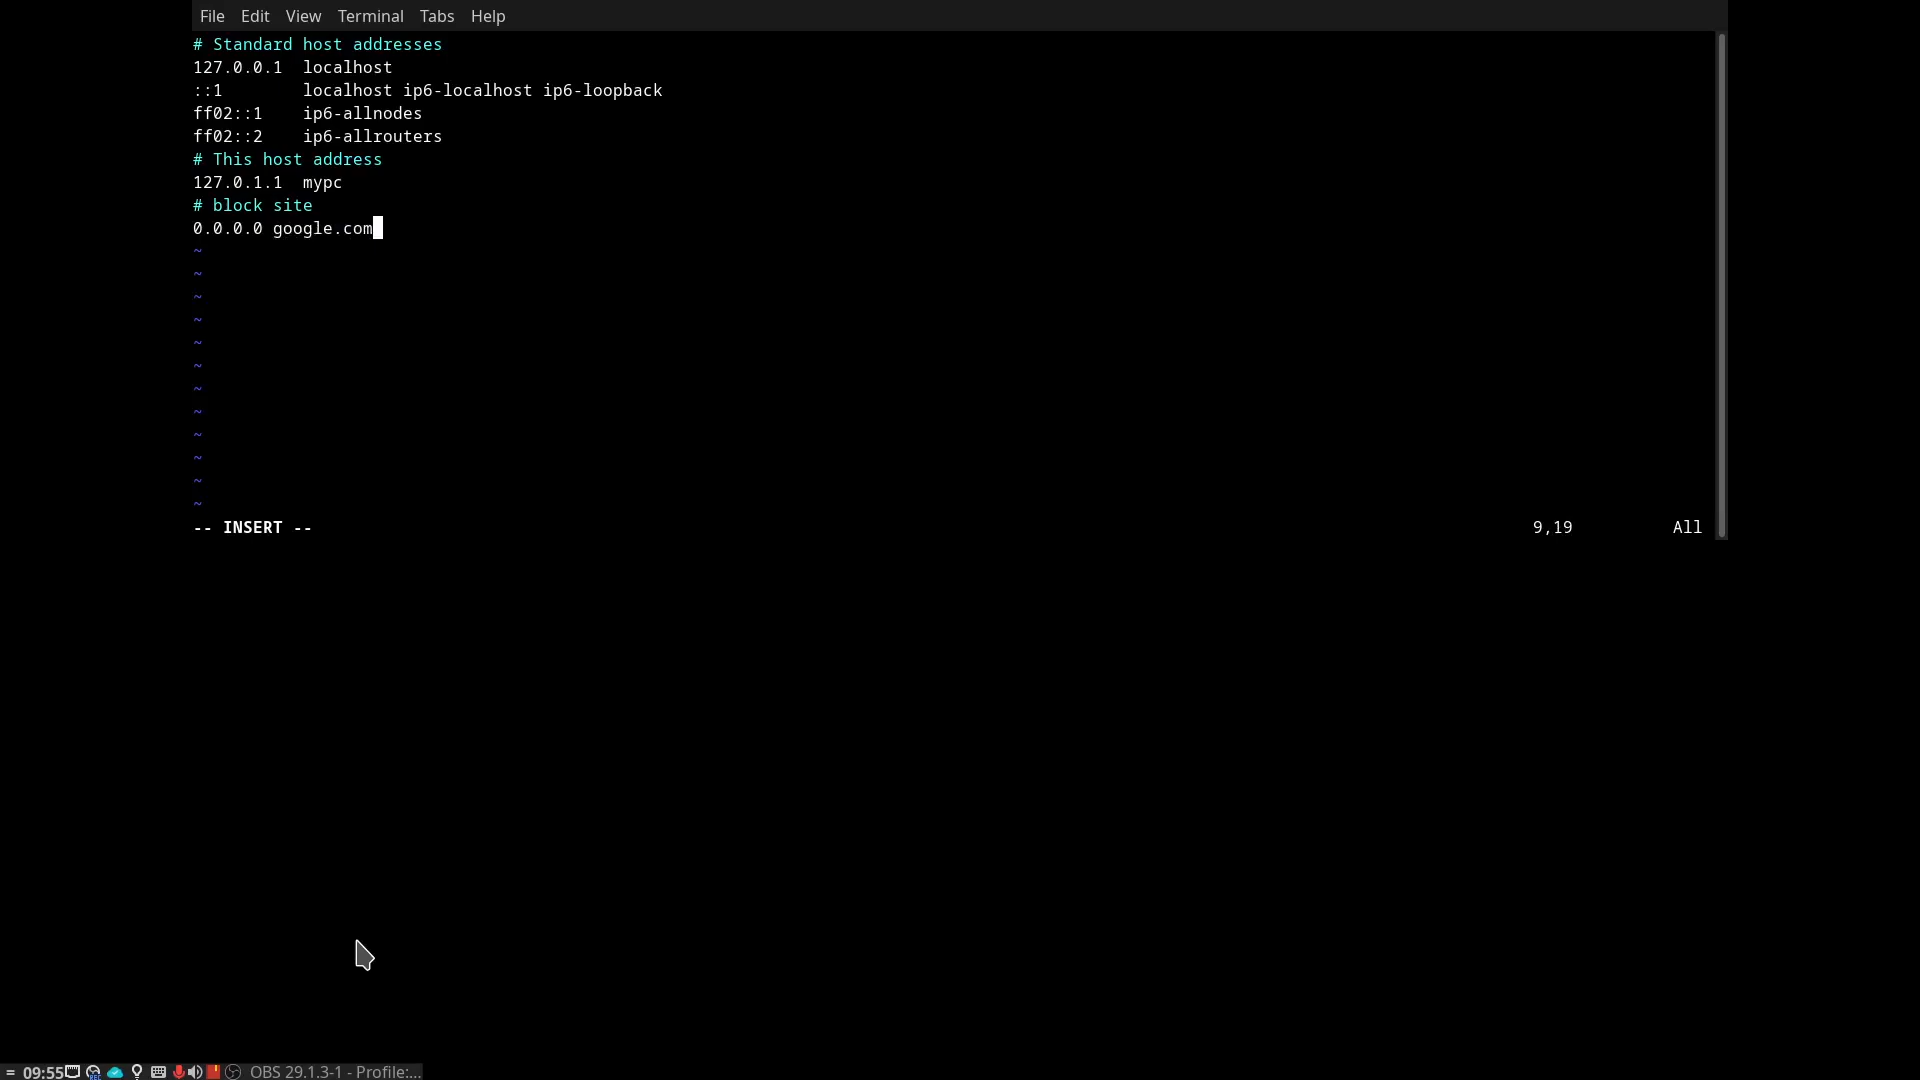 File Edit View Terminal Tabs Help
# Standard host addresses
127.0.0.1  localhost
::1        localhost ip6-localhost ip6-loopback
ff02::1    ip6-allnodes
ff02::2    ip6-allrouters
# This host address
127.0.1.1  mypc
# block site
0.0.0.0 google.com
~
~
~
~
~
~
~
~
~
~
~
~
-- INSERT -- 9,19 All
= 09:55 OBS 29.1.3-1 - Profile:...